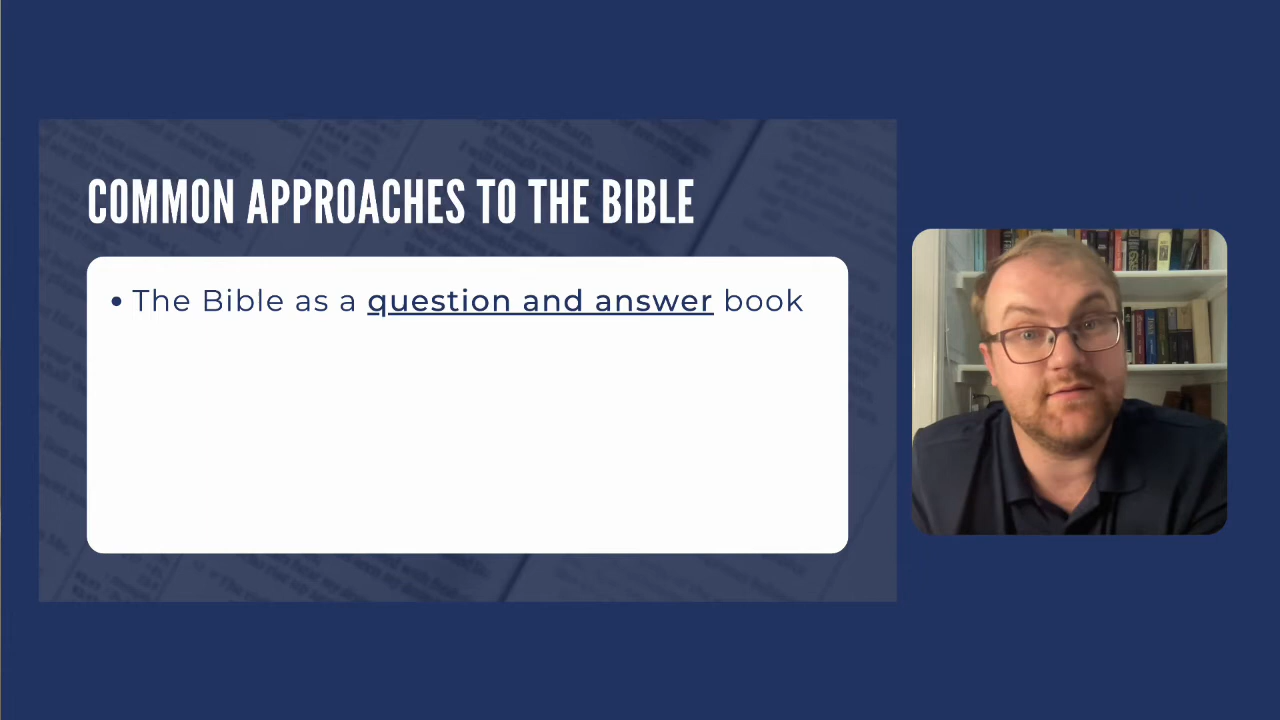 COMMON APPROACHES TO THE BIBLE
• The Bible as a question and answer book